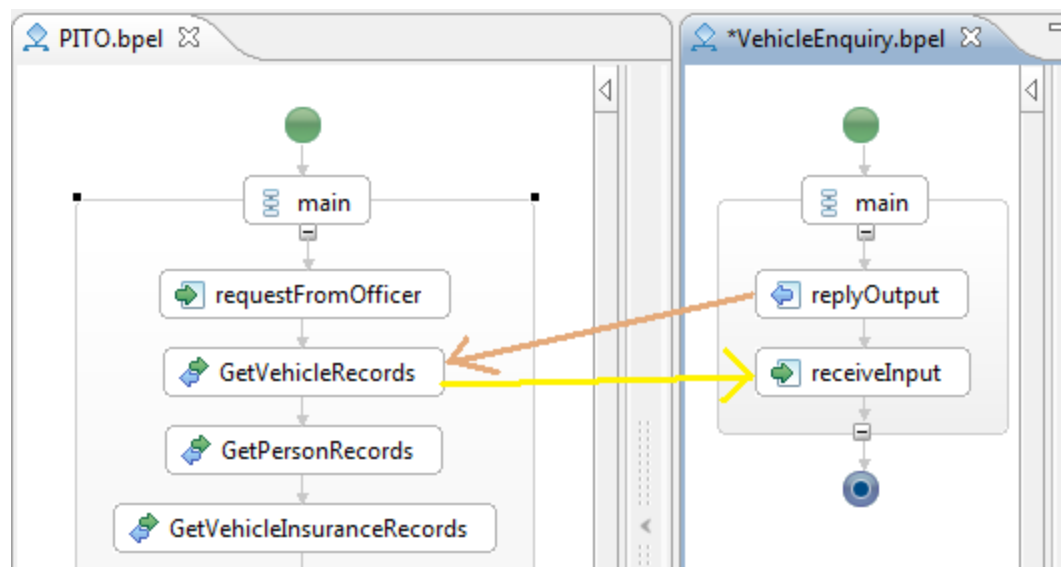 PITO.bpel
main
requestFromOfficer
GetVehicleRecords
GetPersonRecords
GetVehicleInsuranceRecords
*VehicleEnquiry.bpel
main
replyOutput
receiveInput